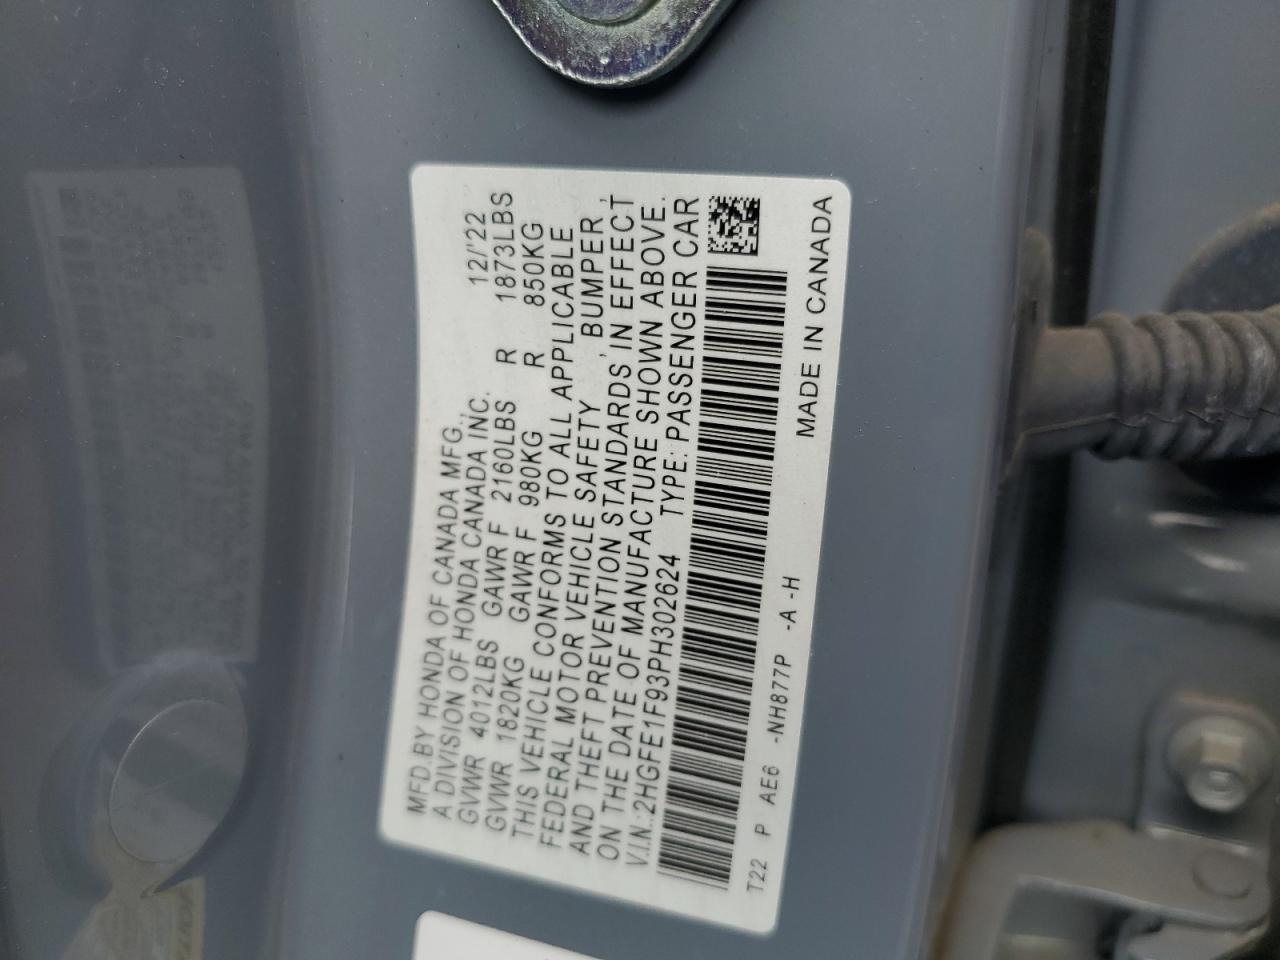 MFD.BY HONDA OF CANADA MFG.,
A DIVISION OF HONDA CANADA INC. 12/'22
GVWR 4012LBS GAWR F 2160LBS R 1873LBS
GVWR 1820KG GAWR F 980KG R 850KG
THIS VEHICLE CONFORMS TO ALL APPLICABLE
FEDERAL MOTOR VEHICLE SAFETY, BUMPER,
AND THEFT PREVENTION STANDARDS, IN EFFECT
ON THE DATE OF MANUFACTURE SHOWN ABOVE.
V.I.N.:2HGFE1F93PH302624 TYPE: PASSENGER CAR
T22 P AE6 -NH877P -A -H MADE IN CANADA